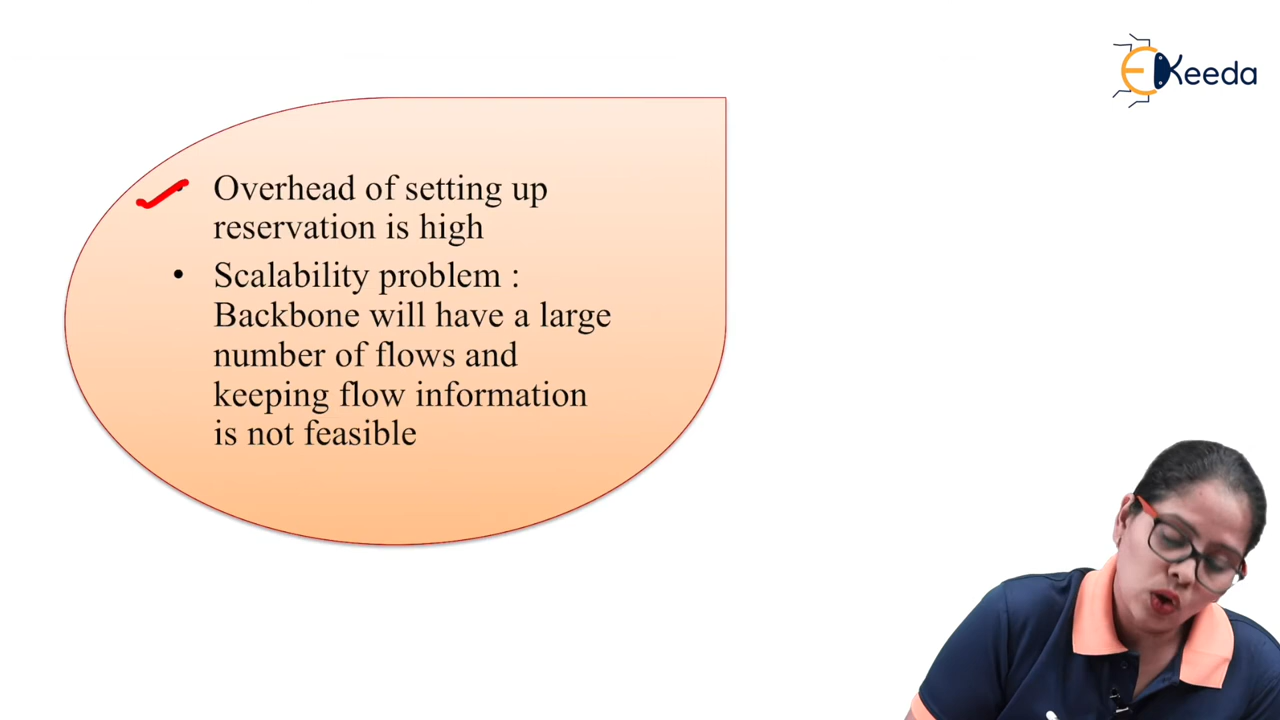 EKeeda
Overhead of setting up
reservation is high
• Scalability problem :
Backbone will have a large
number of flows and
keeping flow information
is not feasible